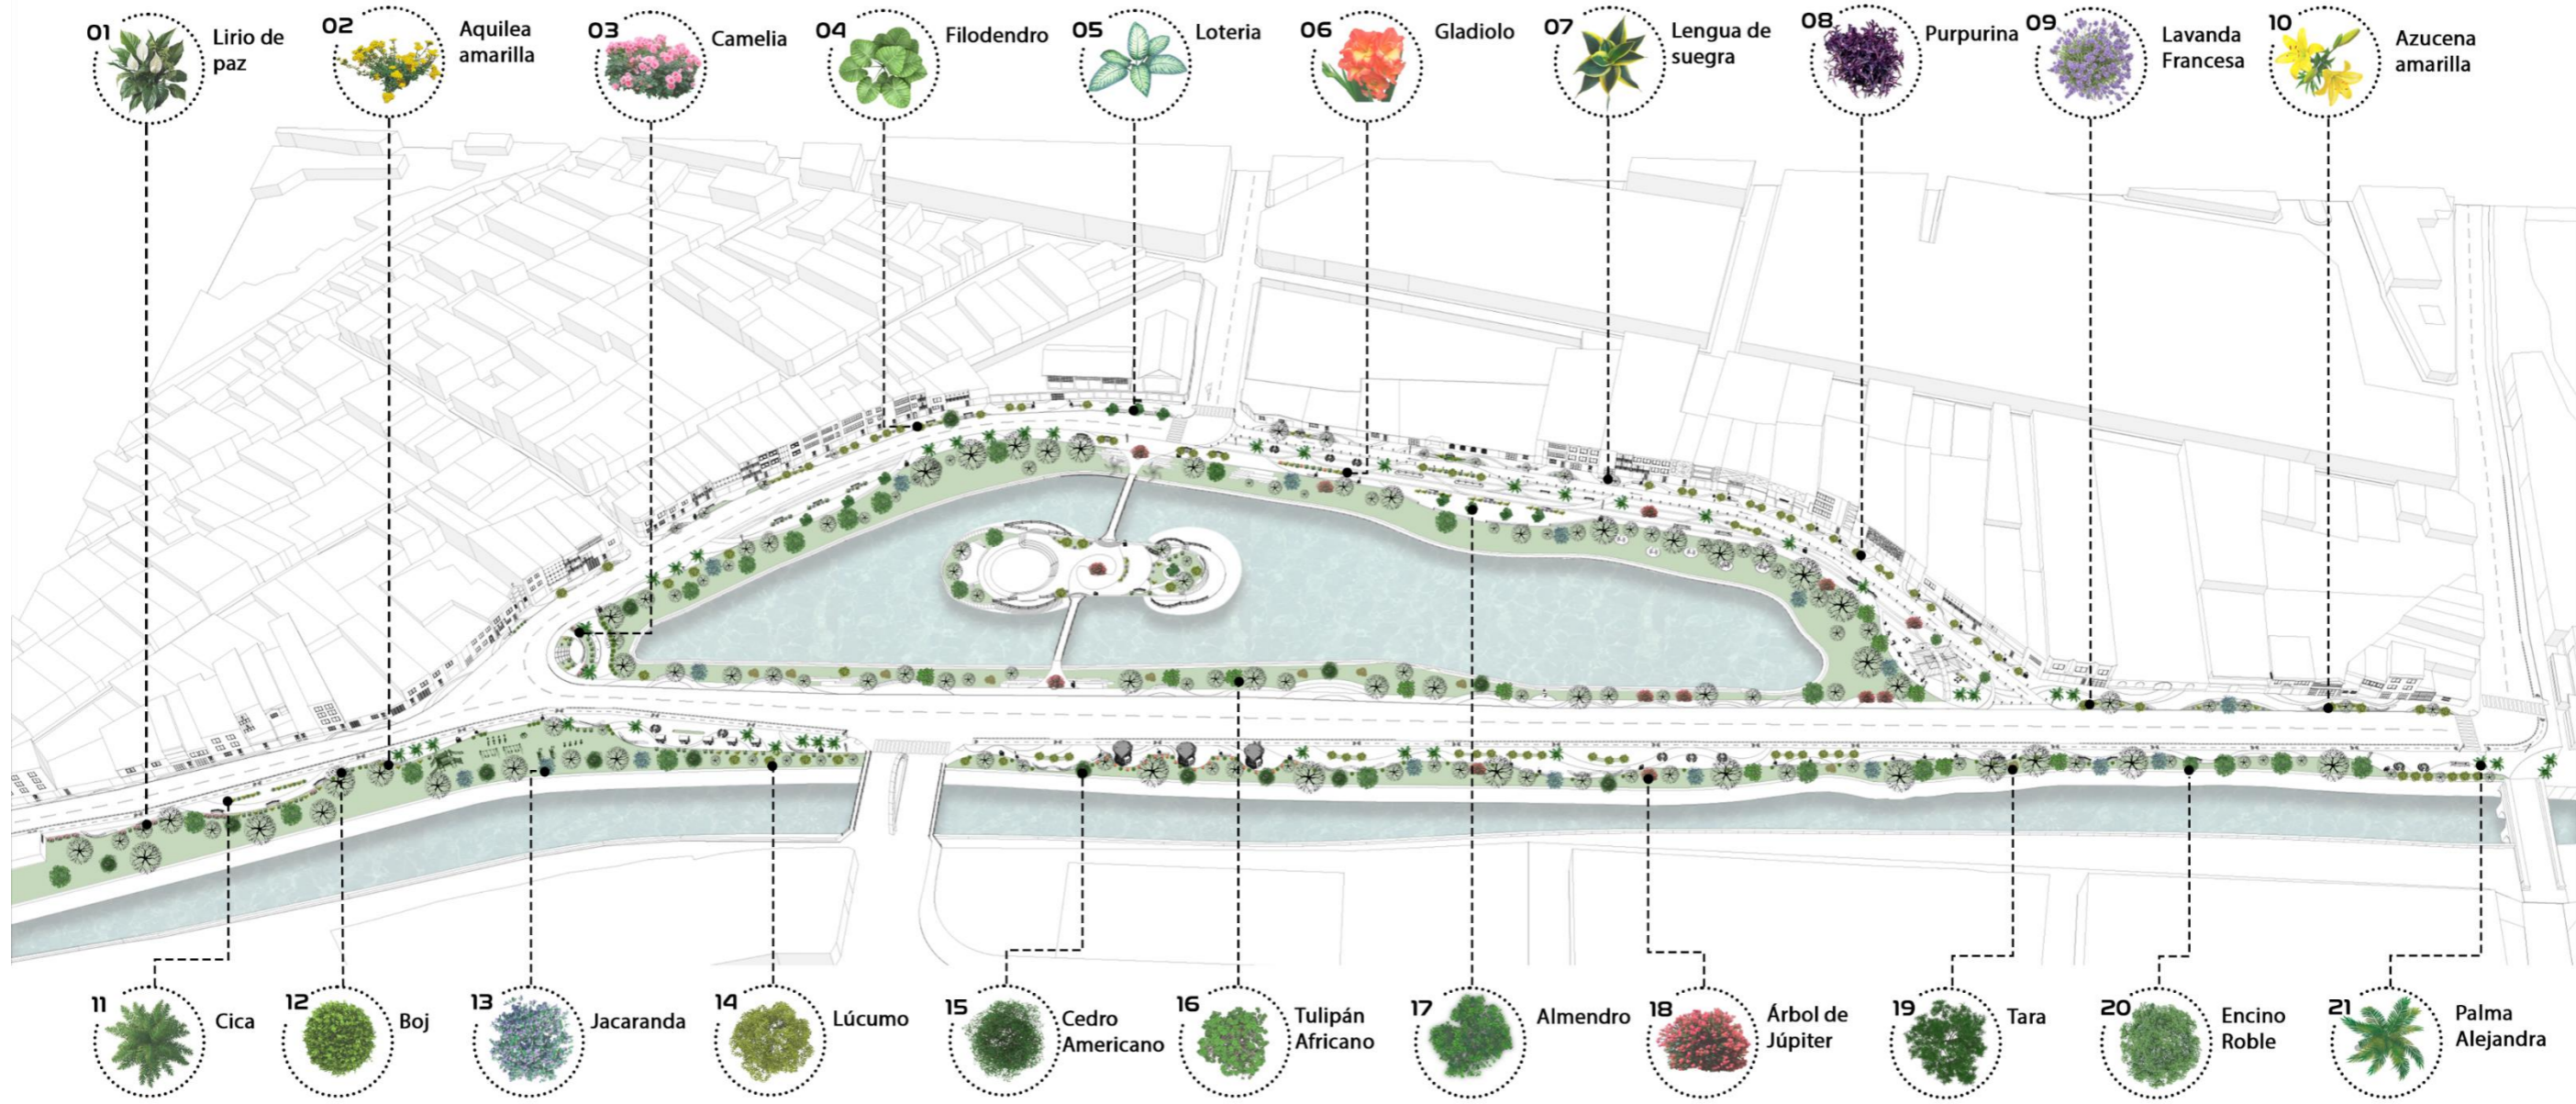 01
Lirio de
paz
02
Aquilea
amarilla
03
Camelia
04
Filodendro
05
Loteria
06
Gladiolo
07
Lengua de
suegra
08
Purpurina
09
Lavanda
Francesa
10
Azucena
amarilla
11
Cica
12
Boj
13
Jacaranda
14
Lúcumo
15
Cedro
Americano
16
Tulipán
Africano
17
Almendro
18
Árbol de
Júpiter
19
Tara
20
Encino
Roble
21
Palma
Alejandra